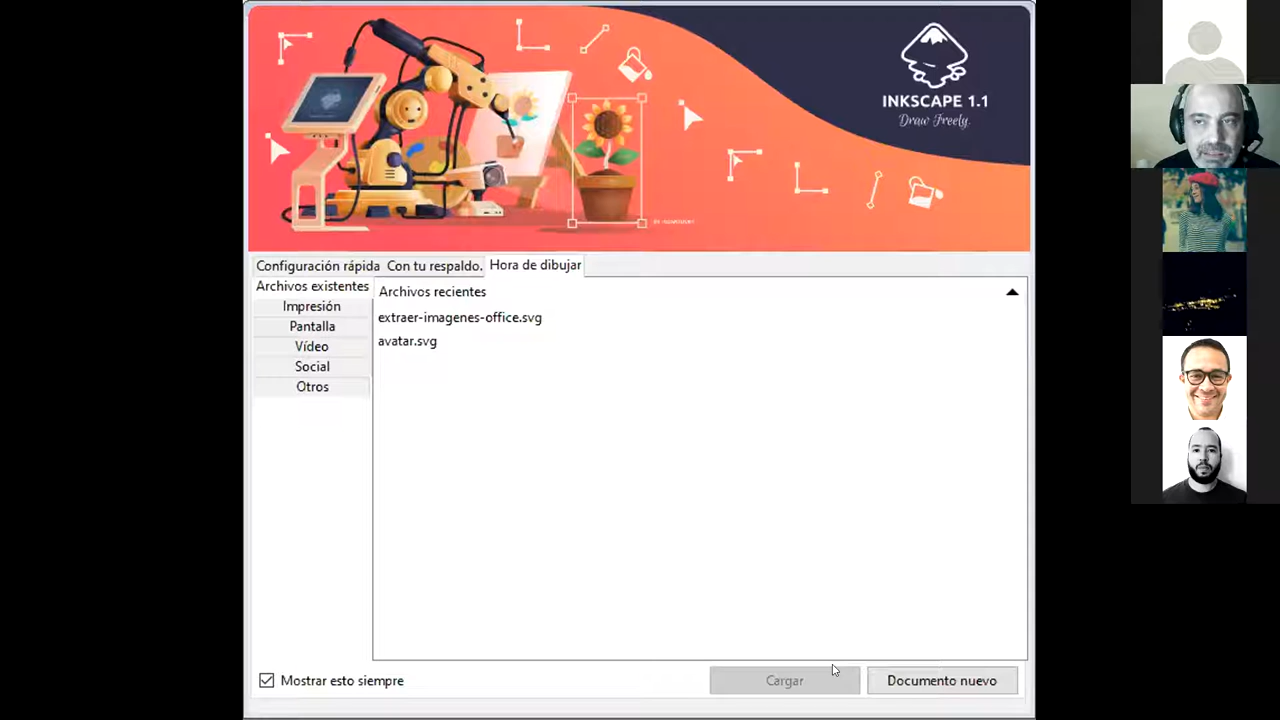 INKSCAPE 1.1
Draw Freely.
Configuración rápida
Con tu respaldo.
Hora de dibujar
Archivos existentes
Impresión
Pantalla
Vídeo
Social
Otros
Archivos recientes
extraer-imagenes-office.svg
avatar.svg
Mostrar esto siempre
Cargar
Documento nuevo